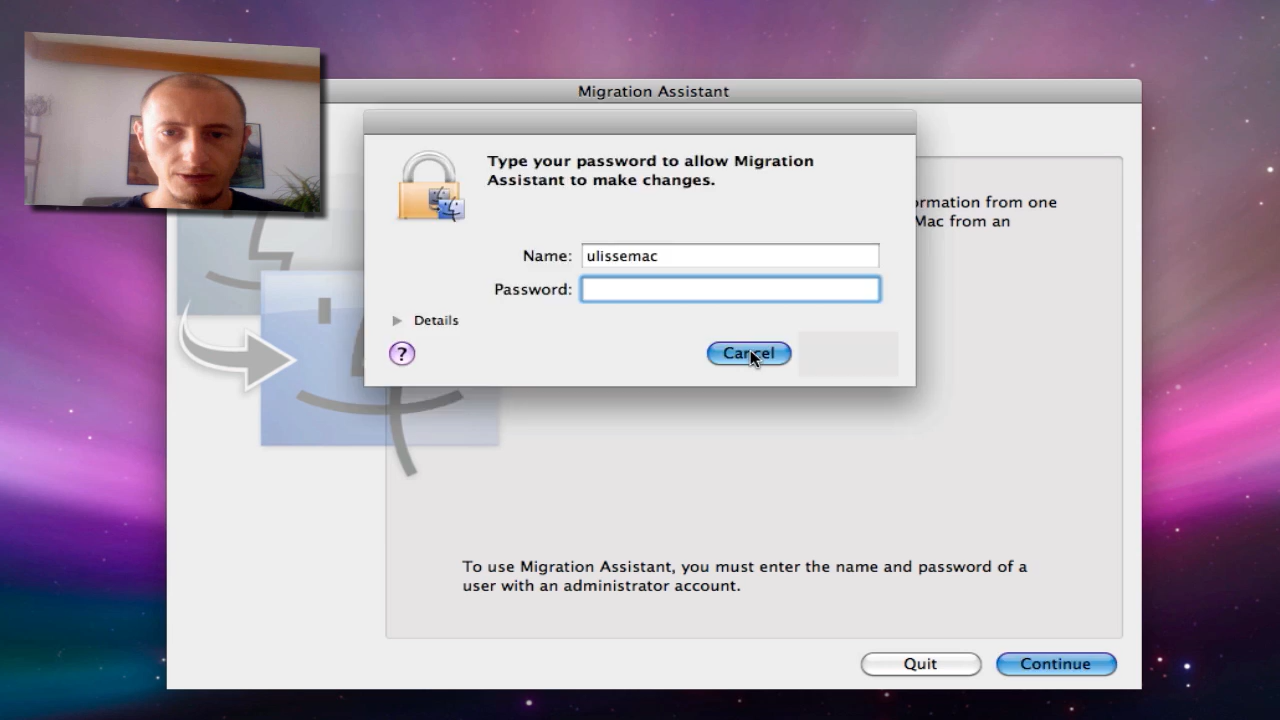 Migration Assistant
Type your password to allow Migration
Assistant to make changes.
ormation from one
Mac from an
Name: ulissemac
Password:
Details
?
Cancel
To use Migration Assistant, you must enter the name and password of a
user with an administrator account.
Quit
Continue